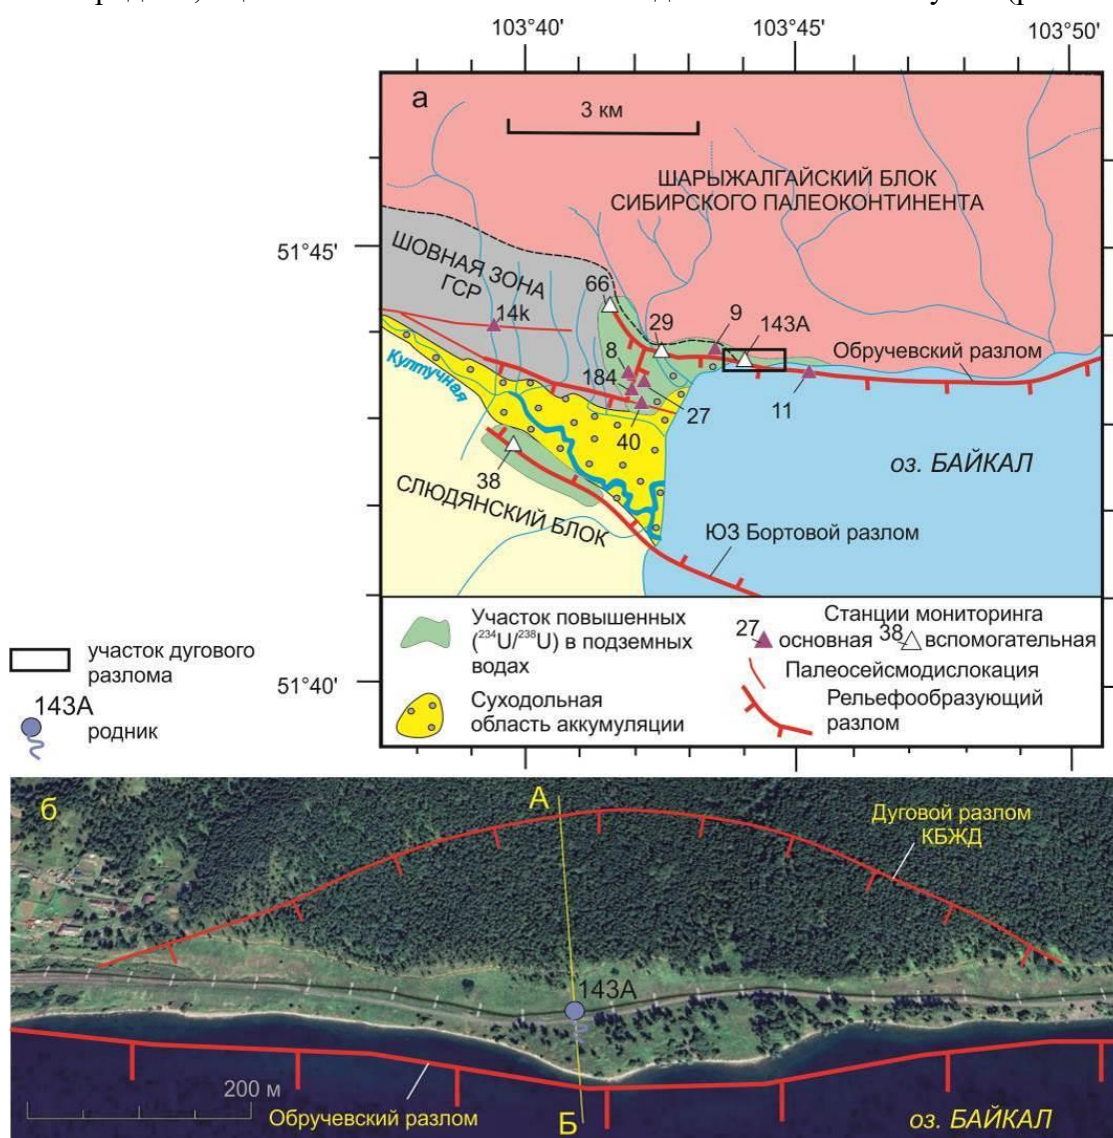 103°40' 103°45' 103°50'
а
3 км
ШАРЫЖАЛГАЙСКИЙ БЛОК
СИБИРСКОГО ПАЛЕОКОНТИНЕНТА
51°45'
ШОВНАЯ ЗОНА
ГСР
14k
66
29
9
143А
Обручевский разлом
8
184
27
11
40
Култучная
38
оз. БАЙКАЛ
СЛЮДЯНСКИЙ БЛОК
ЮЗ Бортовой разлом
51°40'
участок дугового
разлома
143А
родник
Участок повышенных
(²³⁴U/²³⁸U) в подземных
водах
Суходольная
область аккумуляции
Станции мониторинга
27 основная 38 вспомогательная
Палеосейсмодислокация
Рельефообразующий
разлом
б
А
Дуговой разлом
КБЖД
143А
200 м
Обручевский разлом
Б
оз. БАЙКАЛ